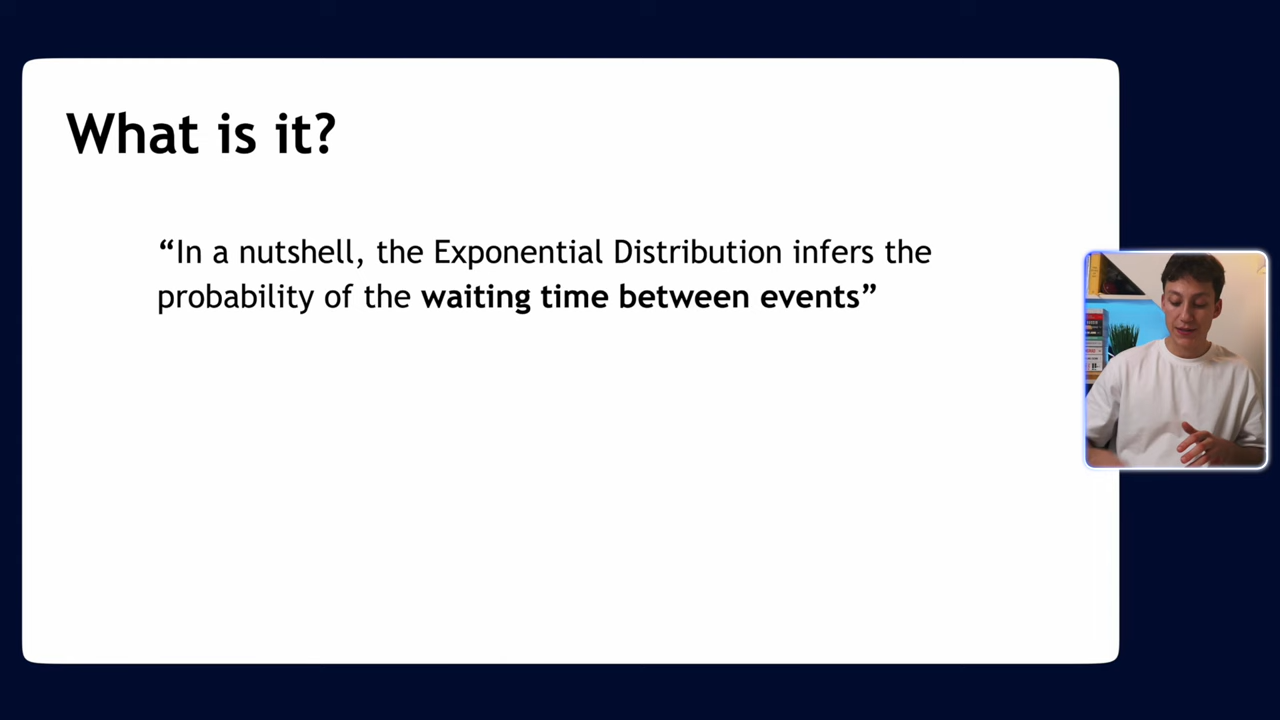 What is it?
“In a nutshell, the Exponential Distribution infers the
probability of the waiting time between events”